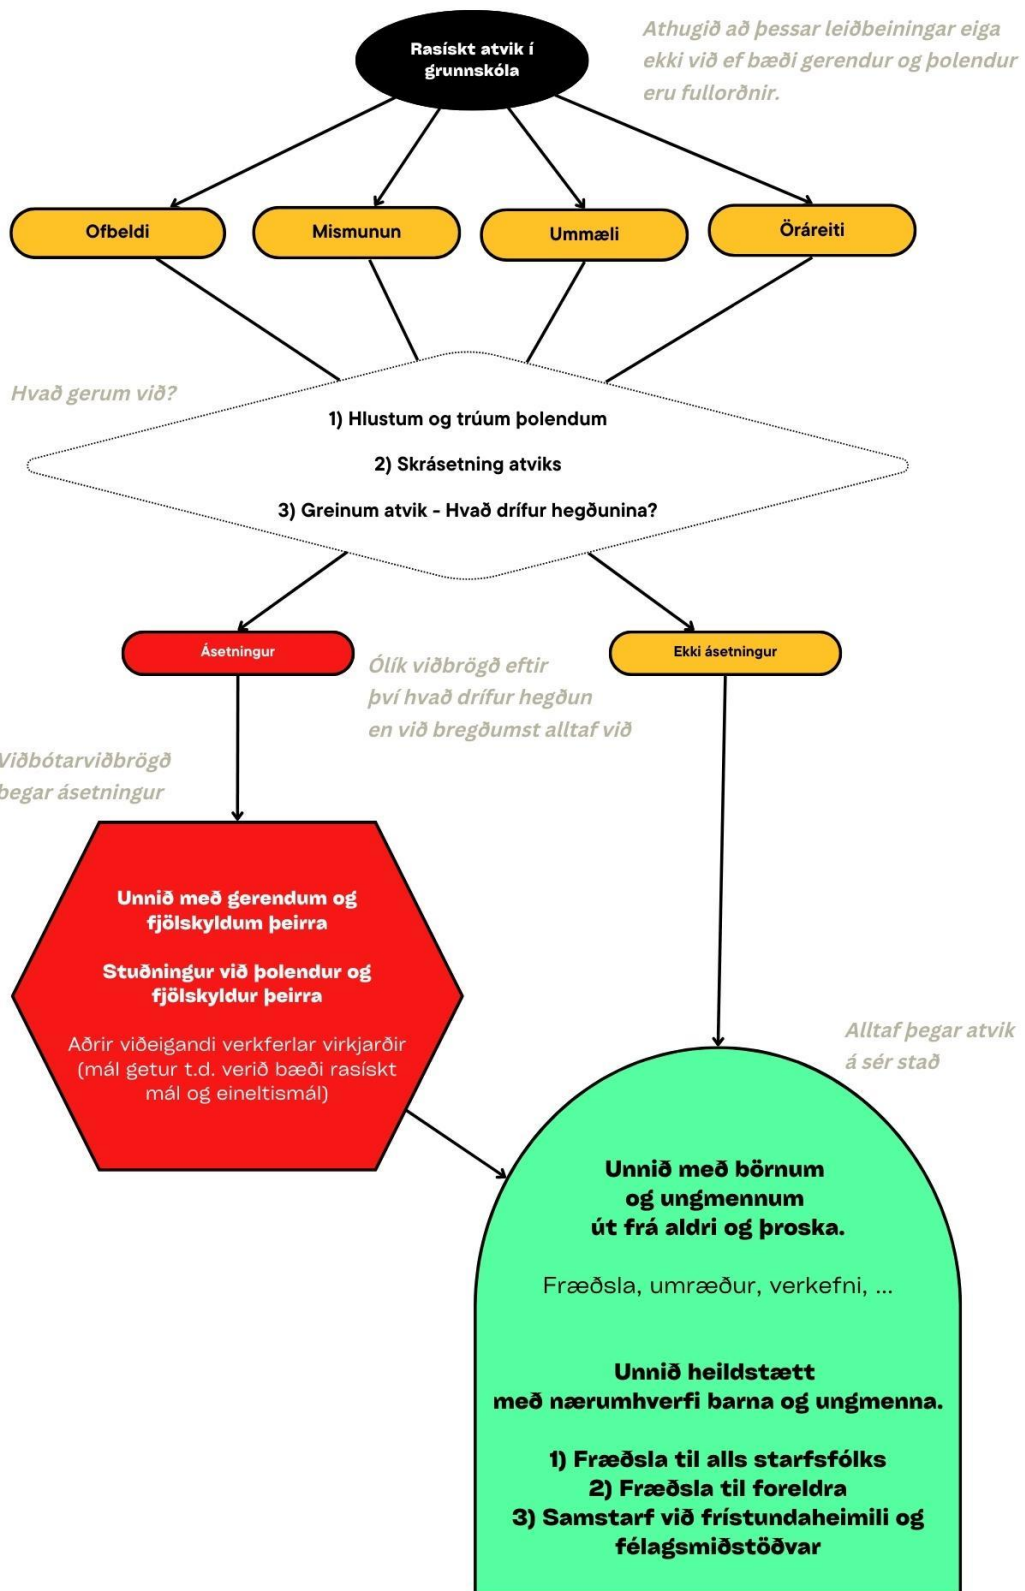 Rasískt atvik í
grunnskóla
Athugið að þessar leiðbeiningar eiga
ekki við ef bæði gerendur og þolendur
eru fullorðnir.
Ofbeldi
Mismunun
Ummæli
Öráreiti
Hvað gerum við?
1) Hlustum og trúum þolendum
2) Skrásetning atviks
3) Greinum atvik - Hvað drífur hegðunina?
Ásetningur
Ekki ásetningur
Ólík viðbrögð eftir
því hvað drífur hegðun
en við bregðumst alltaf við
Viðbótarviðbrögð
þegar ásetningur
Unnið með gerendum og
fjölskyldum þeirra
Stuðningur við þolendur og
fjölskyldur þeirra
Aðrir viðeigandi verkferlar virkjarðir
(mál getur t.d. verið bæði rasískt
mál og eineltismál)
Alltaf þegar atvik
á sér stað
Unnið með börnum
og ungmennum
út frá aldri og þroska.
Fræðsla, umræður, verkefni, ...
Unnið heildstætt
með nærumhverfi barna og ungmenna.
1) Fræðsla til alls starfsfólks
2) Fræðsla til foreldra
3) Samstarf við frístundaheimili og
félagsmiðstöðvar